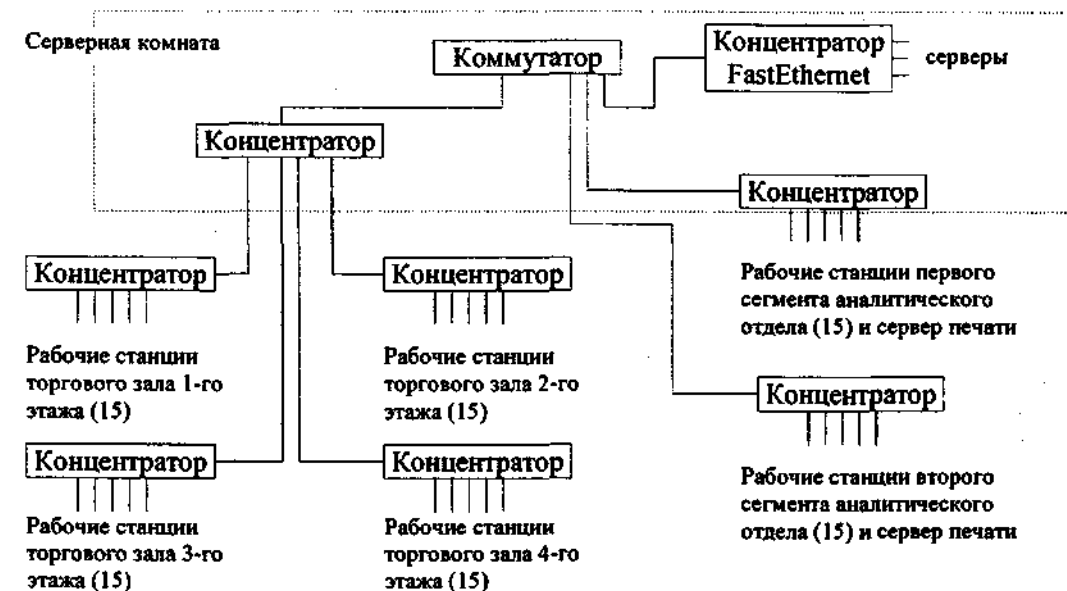 Серверная комната
Коммутатор
Концентратор
FastEthernet
серверы
Концентратор
Концентратор
Концентратор
Концентратор
Рабочие станции первого
сегмента аналитического
отдела (15) и сервер печати
Рабочие станции
торгового зала 1-го
этажа (15)
Рабочие станции
торгового зала 2-го
этажа (15)
Концентратор
Концентратор
Концентратор
Рабочие станции второго
сегмента аналитического
отдела (15) и сервер печати
Рабочие станции
торгового зала 3-го
этажа (15)
Рабочие станции
торгового зала 4-го
этажа (15)